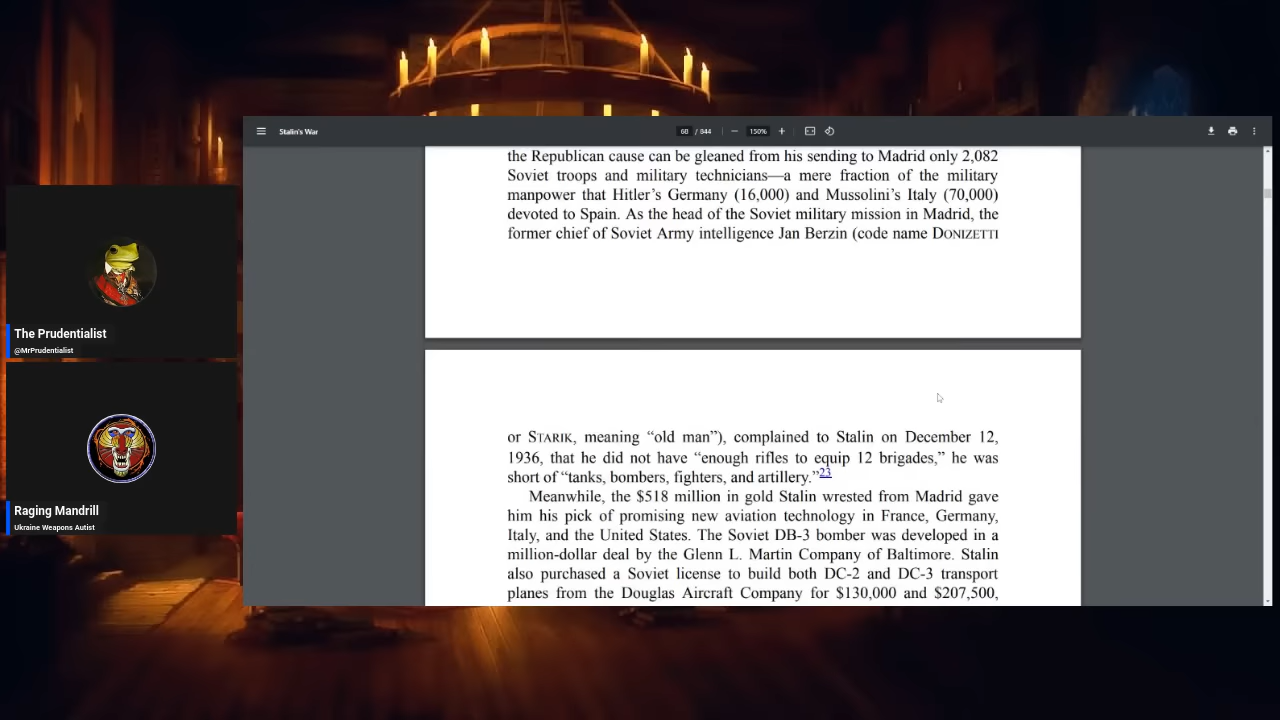 Stalin's War
68 / 844
150%
the Republican cause can be gleaned from his sending to Madrid only 2,082
Soviet troops and military technicians—a mere fraction of the military
manpower that Hitler's Germany (16,000) and Mussolini's Italy (70,000)
devoted to Spain. As the head of the Soviet military mission in Madrid, the
former chief of Soviet Army intelligence Jan Berzin (code name DONIZETTI
or STARIK, meaning “old man”), complained to Stalin on December 12,
1936, that he did not have “enough rifles to equip 12 brigades,” he was
short of “tanks, bombers, fighters, and artillery.”23
Meanwhile, the $518 million in gold Stalin wrested from Madrid gave
him his pick of promising new aviation technology in France, Germany,
Italy, and the United States. The Soviet DB-3 bomber was developed in a
million-dollar deal by the Glenn L. Martin Company of Baltimore. Stalin
also purchased a Soviet license to build both DC-2 and DC-3 transport
planes from the Douglas Aircraft Company for $130,000 and $207,500,
The Prudentialist
@MrPrudentialist
Raging Mandrill
Ukraine Weapons Autist